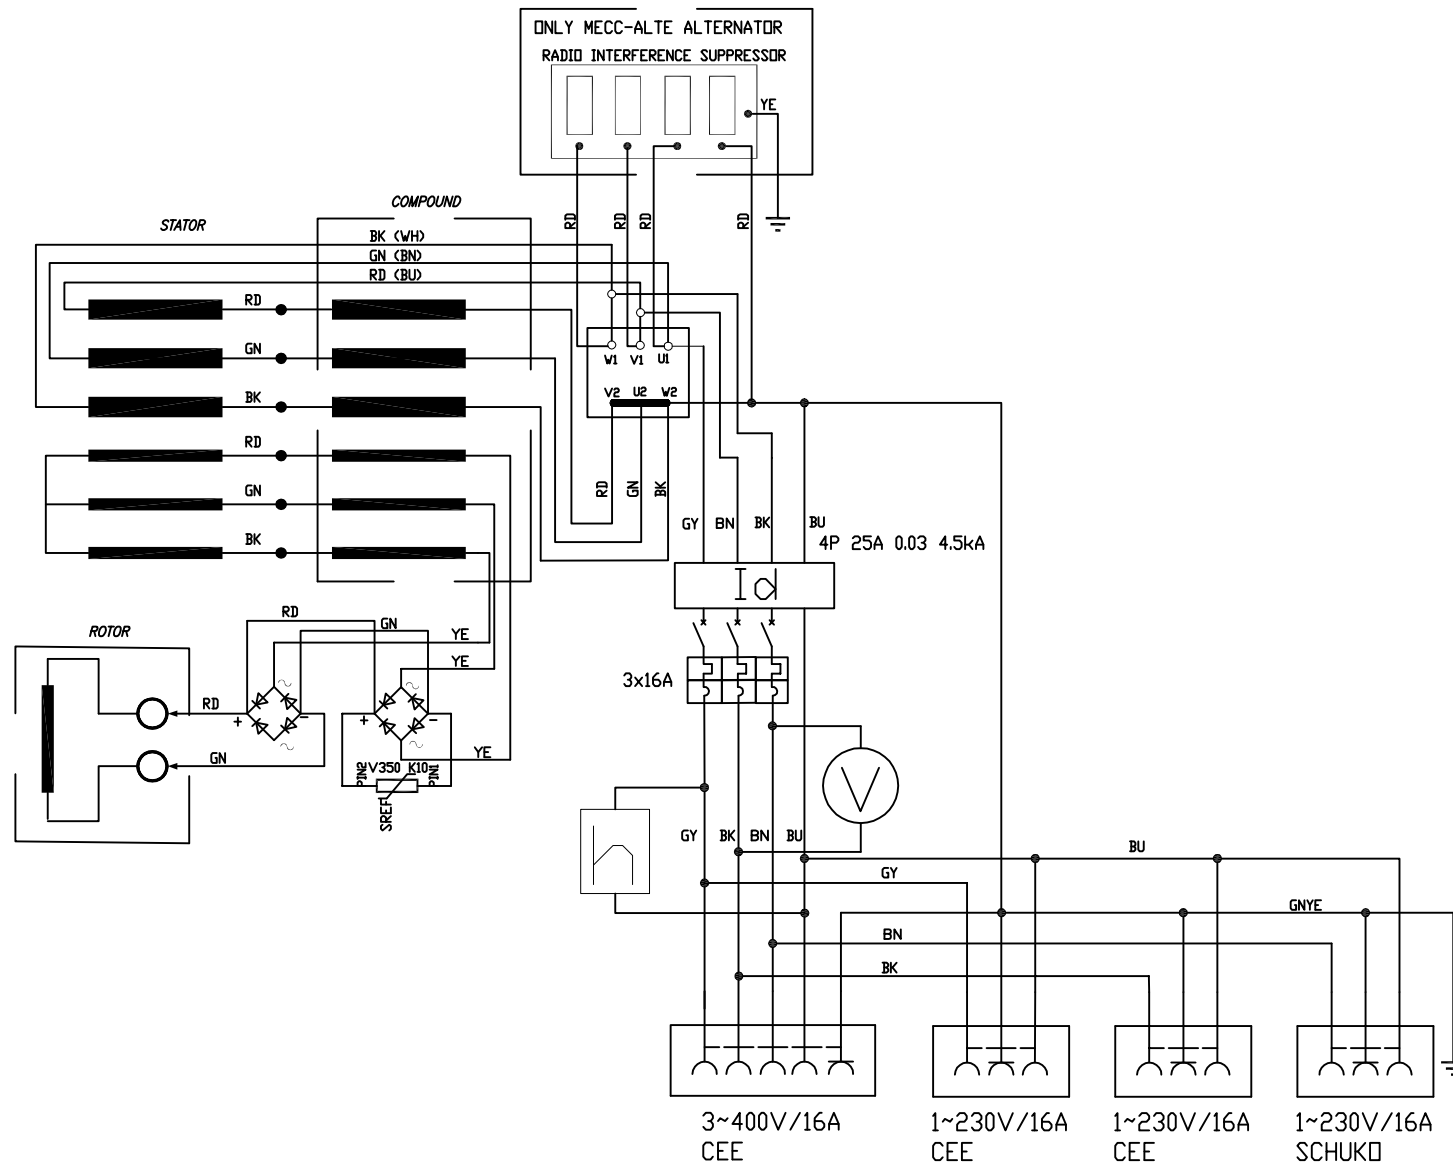 ONLY MECC-ALTE ALTERNATOR
RADIO INTERFERENCE SUPPRESSOR
YE
RD
RD
RD
RD
COMPOUND
STATOR
BK (WH)
GN (BN)
RD (BU)
RD
GN
BK
RD
GN
BK
W1
V1
U1
V2
U2
W2
RD
GN
BK
GY
BN
BK
BU
4P 25A 0.03 4.5kA
Id
3x16A
ROTOR
RD
GN
YE
YE
RD
GN
+
−
+
−
YE
PIN2
V350 K10
PIN1
SREF
V
GY
BK
BN
BU
BU
GY
GNYE
BN
BK
3~400V/16A
CEE
1~230V/16A
CEE
1~230V/16A
CEE
1~230V/16A
SCHUKO